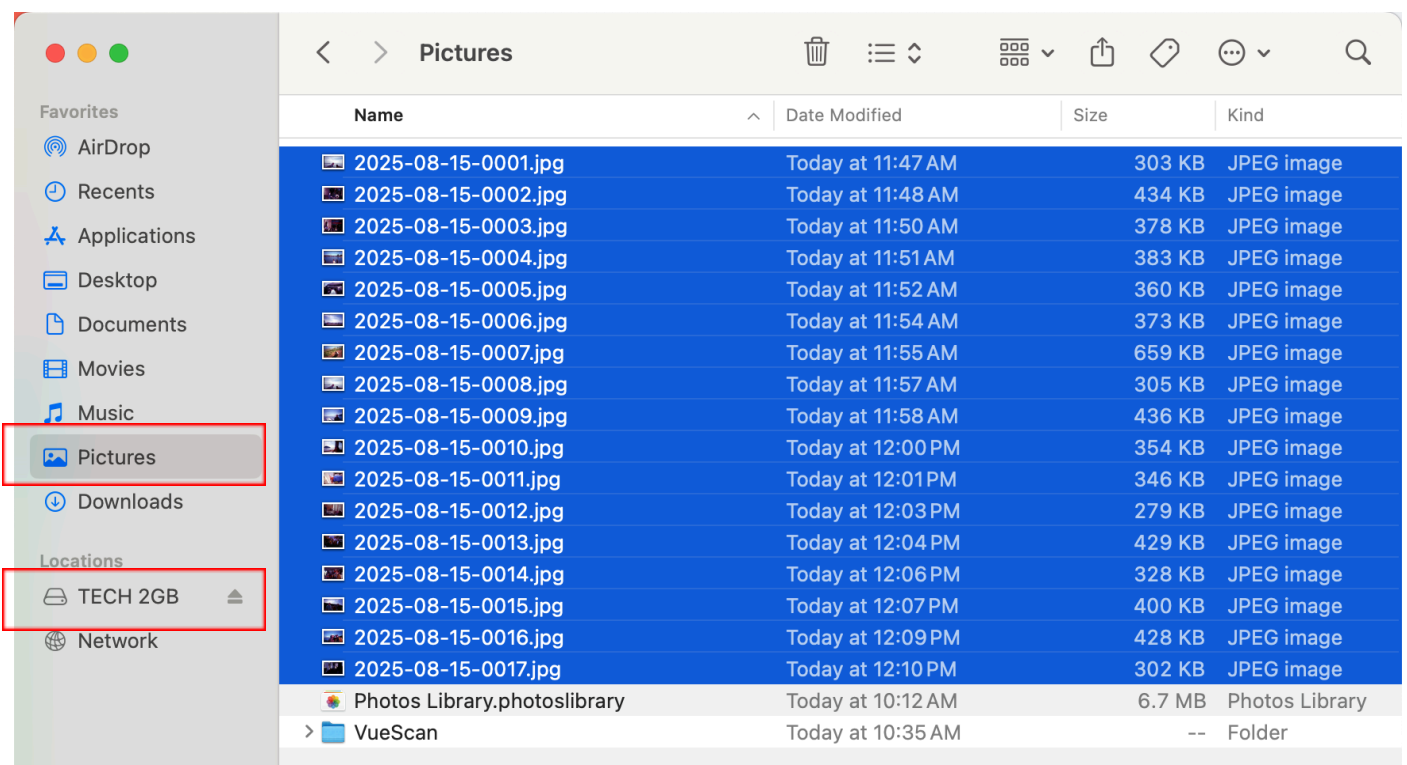 Pictures
Favorites
AirDrop
Recents
Applications
Desktop
Documents
Movies
Music
Pictures
Downloads
Locations
TECH 2GB
Network
Name Date Modified Size Kind
2025-08-15-0001.jpg Today at 11:47 AM 303 KB JPEG image
2025-08-15-0002.jpg Today at 11:48 AM 434 KB JPEG image
2025-08-15-0003.jpg Today at 11:50 AM 378 KB JPEG image
2025-08-15-0004.jpg Today at 11:51 AM 383 KB JPEG image
2025-08-15-0005.jpg Today at 11:52 AM 360 KB JPEG image
2025-08-15-0006.jpg Today at 11:54 AM 373 KB JPEG image
2025-08-15-0007.jpg Today at 11:55 AM 659 KB JPEG image
2025-08-15-0008.jpg Today at 11:57 AM 305 KB JPEG image
2025-08-15-0009.jpg Today at 11:58 AM 436 KB JPEG image
2025-08-15-0010.jpg Today at 12:00 PM 354 KB JPEG image
2025-08-15-0011.jpg Today at 12:01 PM 346 KB JPEG image
2025-08-15-0012.jpg Today at 12:03 PM 279 KB JPEG image
2025-08-15-0013.jpg Today at 12:04 PM 429 KB JPEG image
2025-08-15-0014.jpg Today at 12:06 PM 328 KB JPEG image
2025-08-15-0015.jpg Today at 12:07 PM 400 KB JPEG image
2025-08-15-0016.jpg Today at 12:09 PM 428 KB JPEG image
2025-08-15-0017.jpg Today at 12:10 PM 302 KB JPEG image
Photos Library.photoslibrary Today at 10:12 AM 6.7 MB Photos Library
VueScan Today at 10:35 AM -- Folder